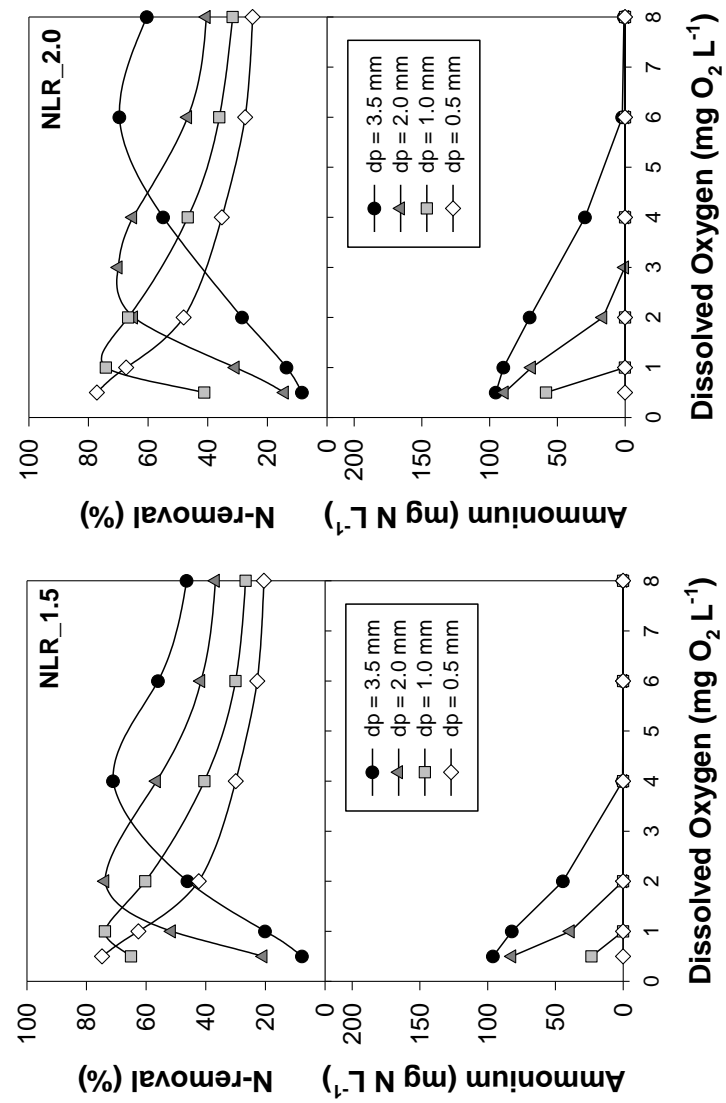 NLR_1.5
N-removal (%)
100
80
60
40
20
0
Ammonium (mg N L-1)
200
150
100
50
0
dp = 3.5 mm
dp = 2.0 mm
dp = 1.0 mm
dp = 0.5 mm
0 1 2 3 4 5 6 7 8
Dissolved Oxygen (mg O2 L-1)
NLR_2.0
N-removal (%)
100
80
60
40
20
0
Ammonium (mg N L-1)
200
150
100
50
0
dp = 3.5 mm
dp = 2.0 mm
dp = 1.0 mm
dp = 0.5 mm
0 1 2 3 4 5 6 7 8
Dissolved Oxygen (mg O2 L-1)